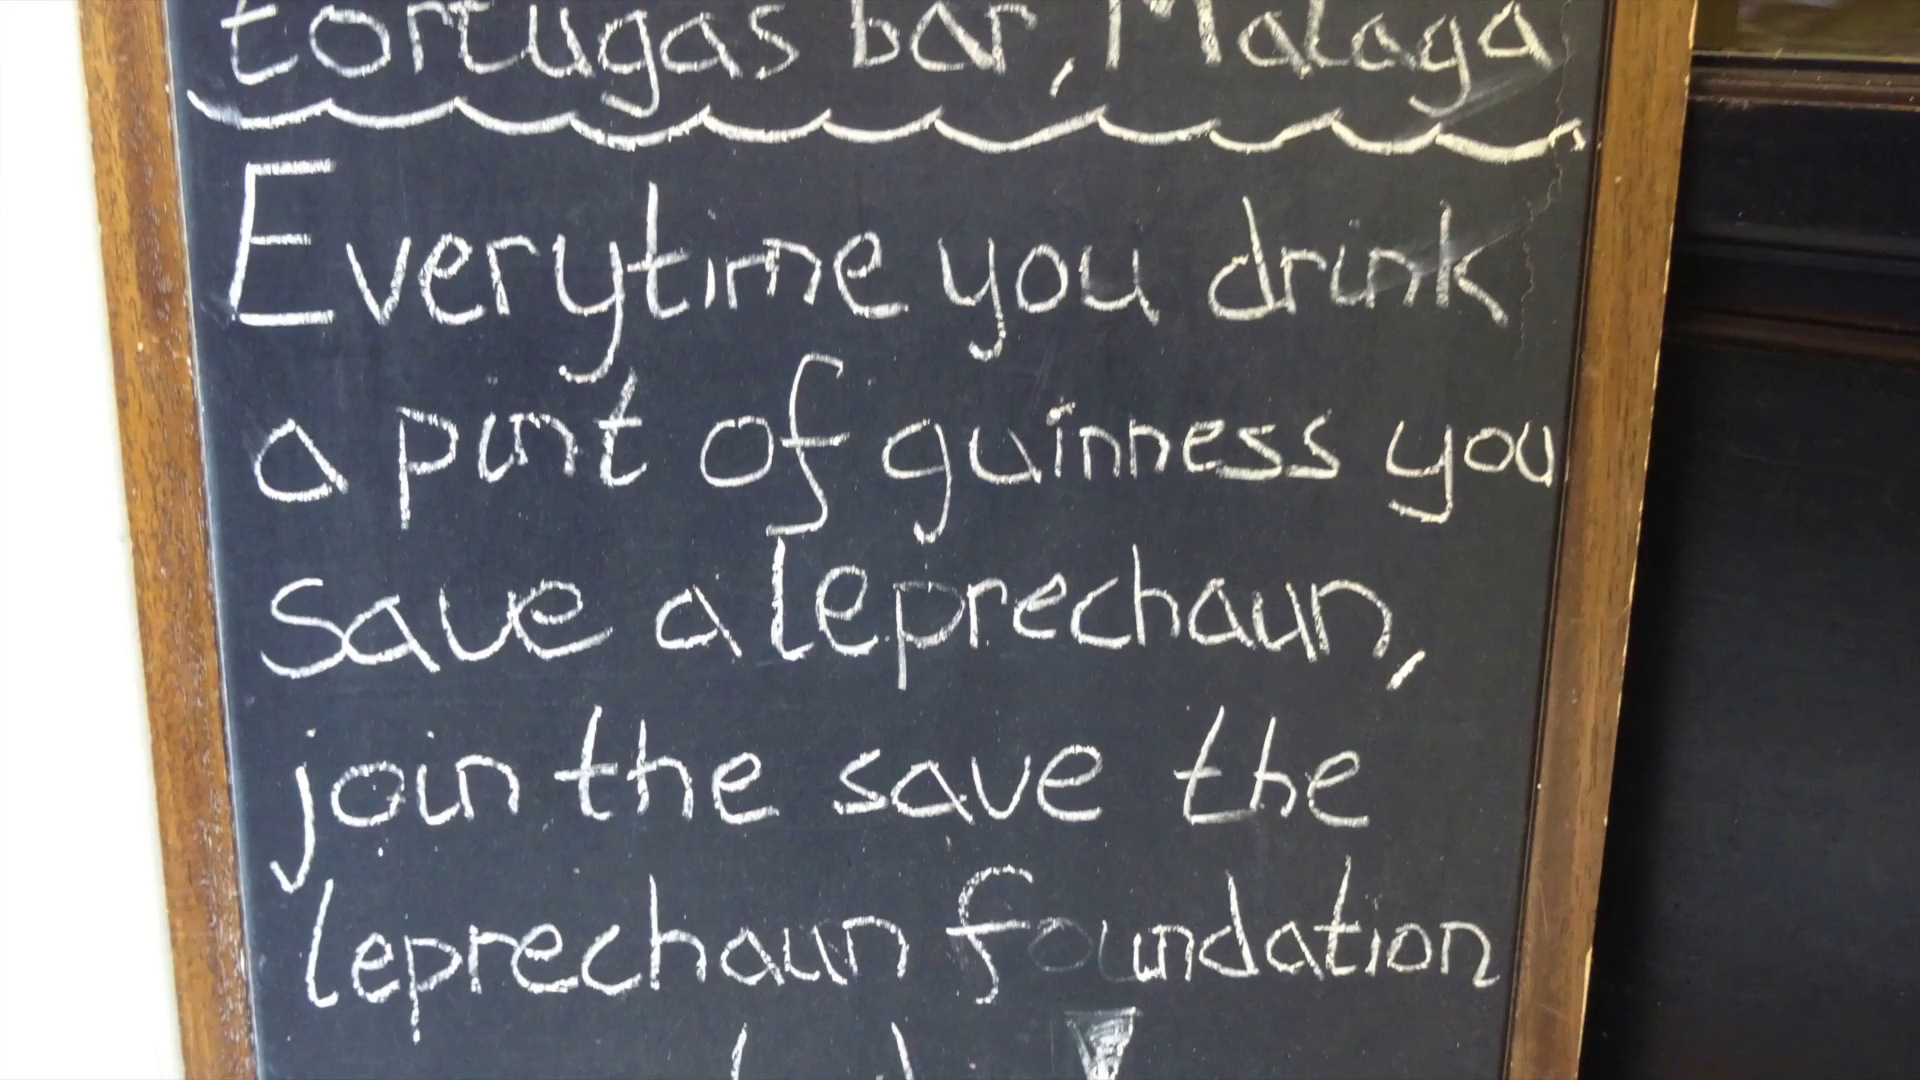 tortugas bar, Malaga
Everytime you drink
a pint of guinness you
save a leprechaun,
join the save the
leprechaun foundation